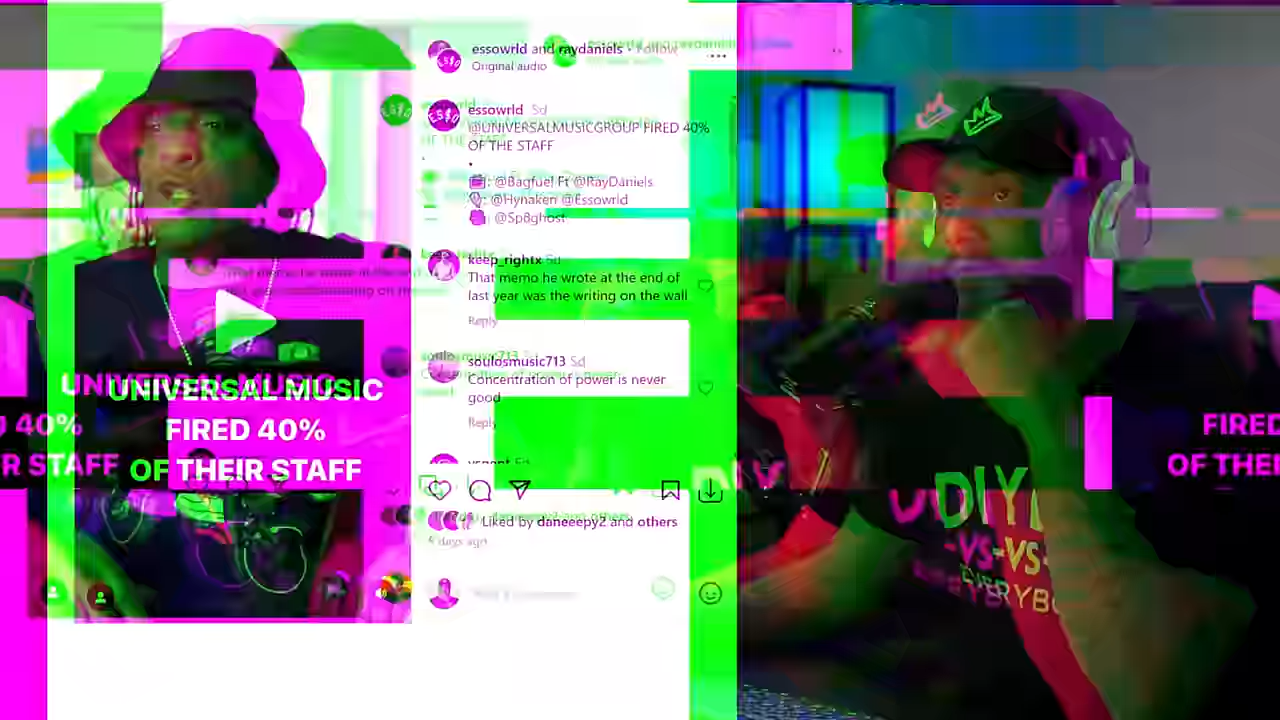 essowrld and raydaniels • Follow
Original audio
essowrld 5d
@UNIVERSALMUSICGROUP FIRED 40%
OF THE STAFF
.
: @Bagfuel Ft @RayDaniels
: @Hynaken @Essowrld
: @Sp8ghost
keep_rightx 5d
That memo he wrote at the end of
last year was the writing on the wall
Reply
soulosmusic713 5d
Concentration of power is never
good
Reply
Liked by daneeepy2 and others
4 days ago
UNIVERSAL MUSIC
FIRED 40%
OF THEIR STAFF
DIY
-VS-
FIRED
OF THEI